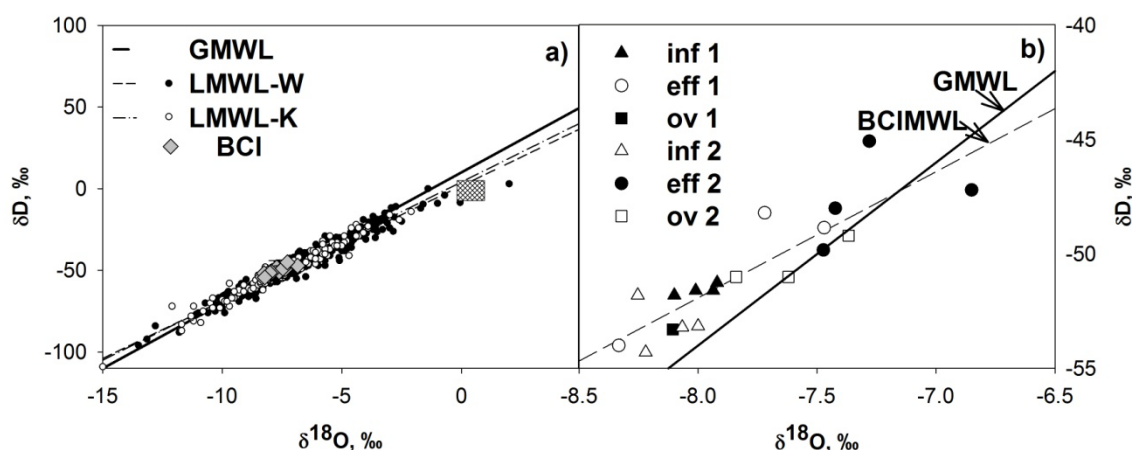 100
50
0
-50
-100
δD, ‰
-15
-10
-5
0
δ18O, ‰
a)
GMWL
LMWL-W
LMWL-K
BCI
b)
inf 1
eff 1
ov 1
inf 2
eff 2
ov 2
GMWL
BCIMWL
-8.5
-8.0
-7.5
-7.0
-6.5
δ18O, ‰
-40
-45
-50
-55
δD, ‰